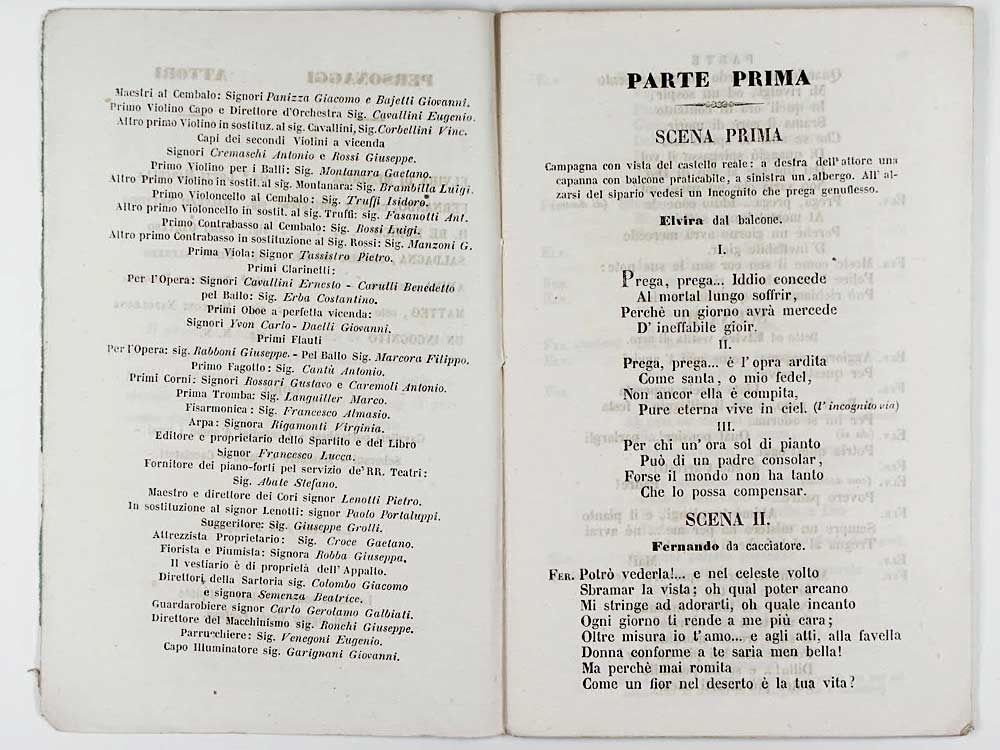 Maestri al Cembalo: Signori Panizza Giacomo e Bajetti Giovanni.
Primo Violino Capo e Direttore d'Orchestra Sig. Cavallini Eugenio.
Altro primo Violino in sostituz. al sig. Cavallini, Sig. Corbellini Vinc.
Capi dei secondi Violini a vicenda
Signori Cremaschi Antonio e Rossi Giuseppe.
Primo Violino per i Balli: Sig. Montanara Gaetano.
Altro Primo Violino in sostit. al sig. Montanara: Sig. Brambilla Luigi.
Primo Violoncello al Cembalo: Sig. Truffi Isidoro.
Altro primo Violoncello in sostit. al sig. Truffi: sig. Fasanotti Ant.
Primo Contrabasso al Cembalo: Sig. Rossi Luigi.
Altro primo Contrabasso in sostituzione al Sig. Rossi: Sig. Manzoni G.
Prima Viola: Signor Tassistro Pietro.
Primi Clarinetti:
Per l'Opera: Signori Cavallini Ernesto - Carulli Benedetto
pel Ballo: Sig. Erba Costantino.
Primi Oboe a perfetta vicenda:
Signori Yvon Carlo - Daelli Giovanni.
Primi Flauti
Per l'Opera: sig. Rabboni Giuseppe. - Pel Ballo Sig. Marcora Filippo.
Primo Fagotto: Sig. Cantù Antonio.
Primi Corni: Signori Rossari Gustavo e Caremoli Antonio.
Prima Tromba: Sig. Languiller Marco.
Fisarmonica: Sig. Francesco Almasio.
Arpa: Signora Rigamonti Virginia.
Editore e proprietario dello Spartito e del Libro
Signor Francesco Lucca.
Fornitore dei piano-forti pel servizio de' RR. Teatri:
Sig. Abate Stefano.
Maestro e direttore dei Cori signor Lenotti Pietro.
In sostituzione al signor Lenotti: signor Paolo Portaluppi.
Suggeritore: Sig. Giuseppe Grolli.
Attrezzista Proprietario: Sig. Croce Gaetano.
Fiorista e Piumista: Signora Robba Giuseppa.
Il vestiario è di proprietà dell'Appalto.
Direttori della Sartoria sig. Colombo Giacomo
e signora Semenza Beatrice.
Guardarobiere signor Carlo Gerolamo Galbiati.
Direttore del Macchinismo sig. Ronchi Giuseppe.
Parrucchiere: Sig. Venegoni Eugenio.
Capo Illuminatore sig. Garignani Giovanni.
PARTE PRIMA
SCENA PRIMA
Campagna con vista del castello reale: a destra dell'attore una
capanna con balcone praticabile, a sinistra un albergo. All'al-
zarsi del sipario vedesi un Incognito che prega genuflesso.
Elvira dal balcone.
I.
Prega, prega... Iddio concede
Al mortal lungo soffrir,
Perchè un giorno avrà mercede
D' ineffabile gioir.
II.
Prega, prega... è l'opra ardita
Come santa, o mio fedel,
Non ancor ella è compita,
Pure eterna vive in ciel. (l'incognito via)
III.
Per chi un'ora sol di pianto
Può di un padre consolar,
Forse il mondo non ha tanto
Che lo possa compensar.
SCENA II.
Fernando da cacciatore.
FER. Potrò vederla!... e nel celeste volto
Sbramar la vista; oh qual poter arcano
Mi stringe ad adorarti, oh quale incanto
Ogni giorno ti rende a me più cara;
Oltre misura io t'amo... e agli atti, alla favella
Donna conforme a te saria men bella!
Ma perchè mai romita
Come un fior nel deserto è la tua vita?